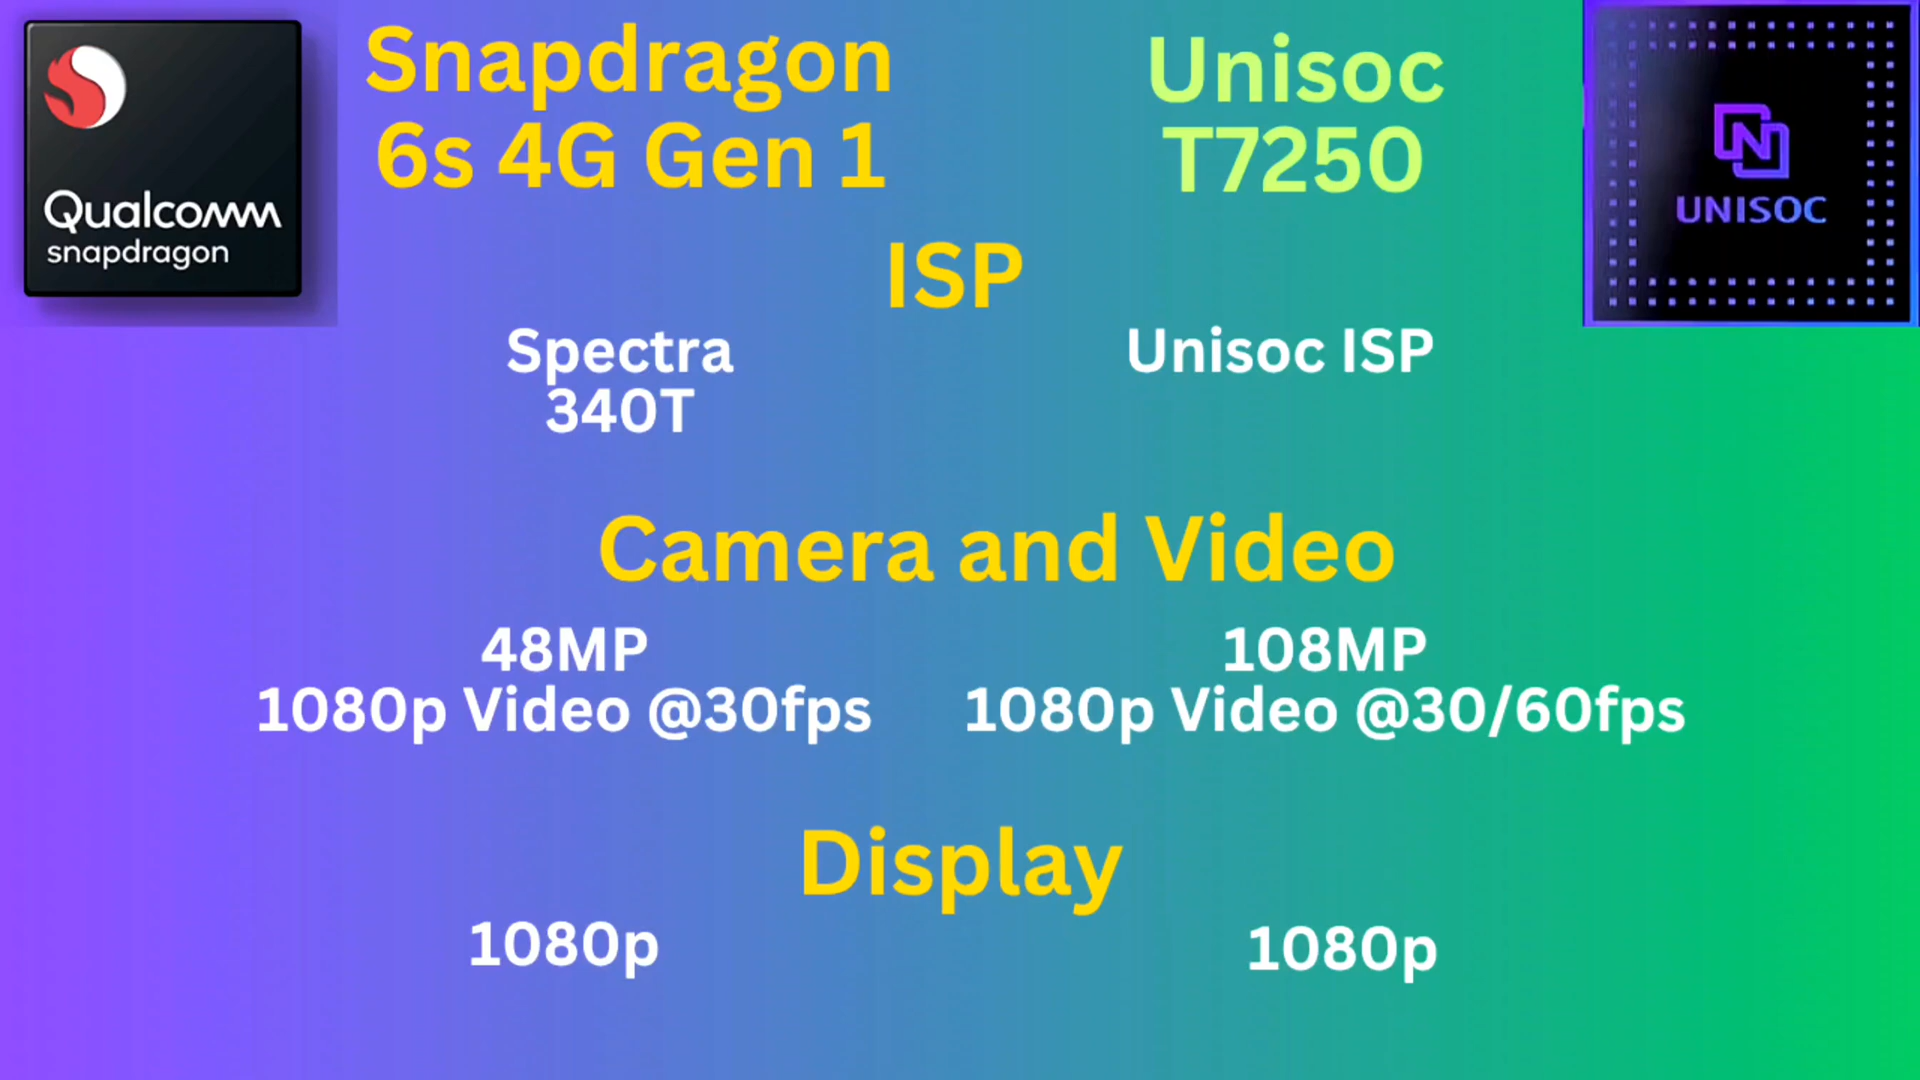 Qualcomm
snapdragon
Snapdragon
6s 4G Gen 1
Unisoc
T7250
UNISOC
ISP
Spectra
340T
Unisoc ISP
Camera and Video
48MP
1080p Video @30fps
108MP
1080p Video @30/60fps
Display
1080p
1080p